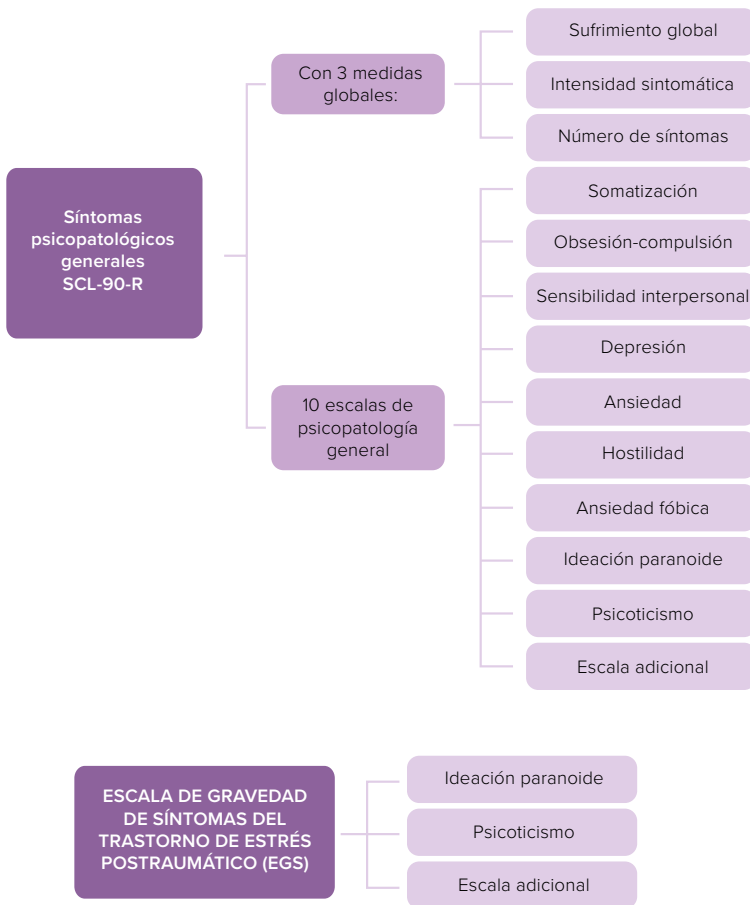 Síntomas
psicopatológicos
generales
SCL-90-R
Con 3 medidas
globales:
Sufrimiento global
Intensidad sintomática
Número de síntomas
10 escalas de
psicopatología
general
Somatización
Obsesión-compulsión
Sensibilidad interpersonal
Depresión
Ansiedad
Hostilidad
Ansiedad fóbica
Ideación paranoide
Psicoticismo
Escala adicional
ESCALA DE GRAVEDAD
DE SÍNTOMAS DEL
TRASTORNO DE ESTRÉS
POSTRAUMÁTICO (EGS)
Ideación paranoide
Psicoticismo
Escala adicional